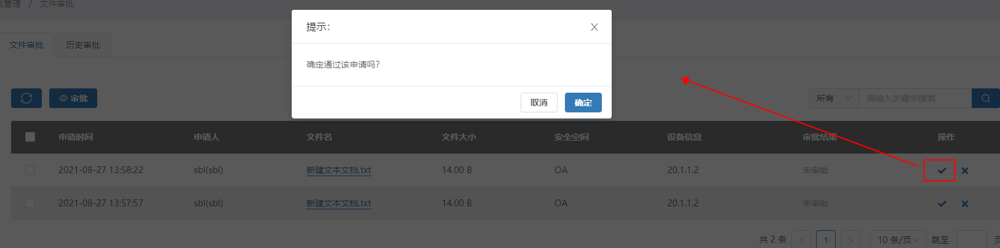 批管理 / 文件审批
提示：
X
文件审批
历史审批
确定通过该申请吗？
审批
取消
确定
所有
请输入关键字搜索
申请时间 申请人 文件名 文件大小 安全空间 设备信息 审批结果 操作
2021-08-27 13:58:22 sbl(sbl) 新建文本文档.txt 14.00 B OA 20.1.1.2 未审批
2021-08-27 13:57:57 sbl(sbl) 新建文本文档.txt 14.00 B OA 20.1.1.2 未审批
共 2 条 < 1 > 10 条/页 跳至 页